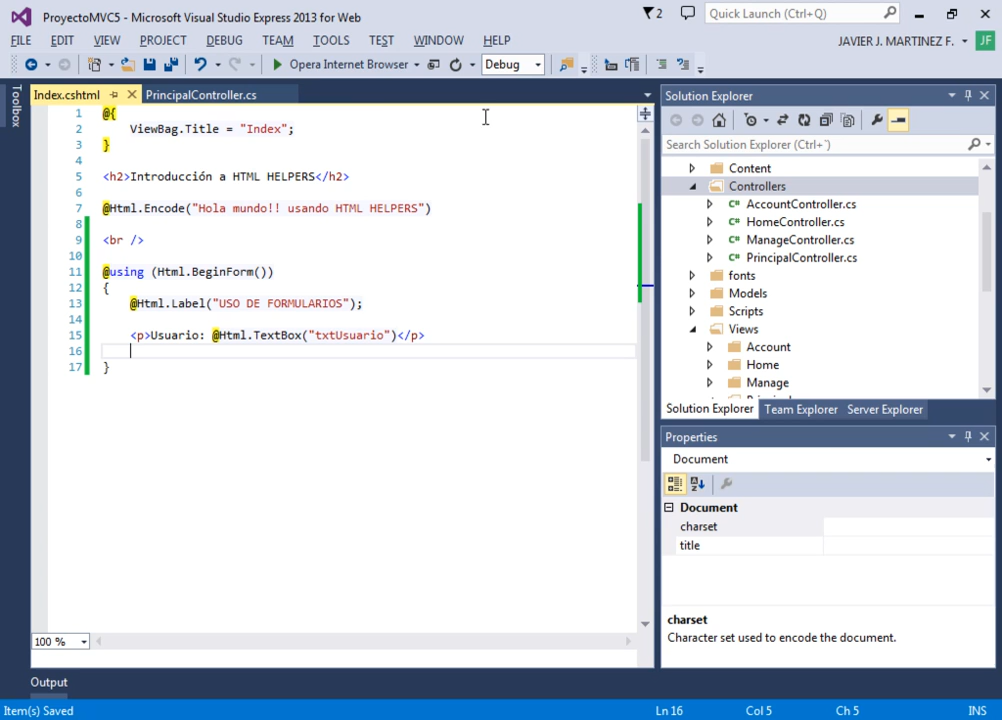 ProyectoMVC5 - Microsoft Visual Studio Express 2013 for Web
2
Quick Launch (Ctrl+Q)
FILE EDIT VIEW PROJECT DEBUG TEAM TOOLS TEST WINDOW HELP
JAVIER J. MARTINEZ F. JF
Opera Internet Browser Debug
Toolbox
Index.cshtml PrincipalController.cs
1 @{
2 ViewBag.Title = "Index";
3 }
4
5 <h2>Introducción a HTML HELPERS</h2>
6
7 @Html.Encode("Hola mundo!! usando HTML HELPERS")
8
9 <br />
10
11 @using (Html.BeginForm())
12 {
13 @Html.Label("USO DE FORMULARIOS");
14
15 <p>Usuario: @Html.TextBox("txtUsuario")</p>
16
17 }
100 %
Solution Explorer
Search Solution Explorer (Ctrl+`)
Content
Controllers
C# AccountController.cs
C# HomeController.cs
C# ManageController.cs
C# PrincipalController.cs
fonts
Models
Scripts
Views
Account
Home
Manage
Solution Explorer Team Explorer Server Explorer
Properties
Document
Document
charset
title
charset
Character set used to encode the document.
Output
Item(s) Saved Ln 16 Col 5 Ch 5 INS